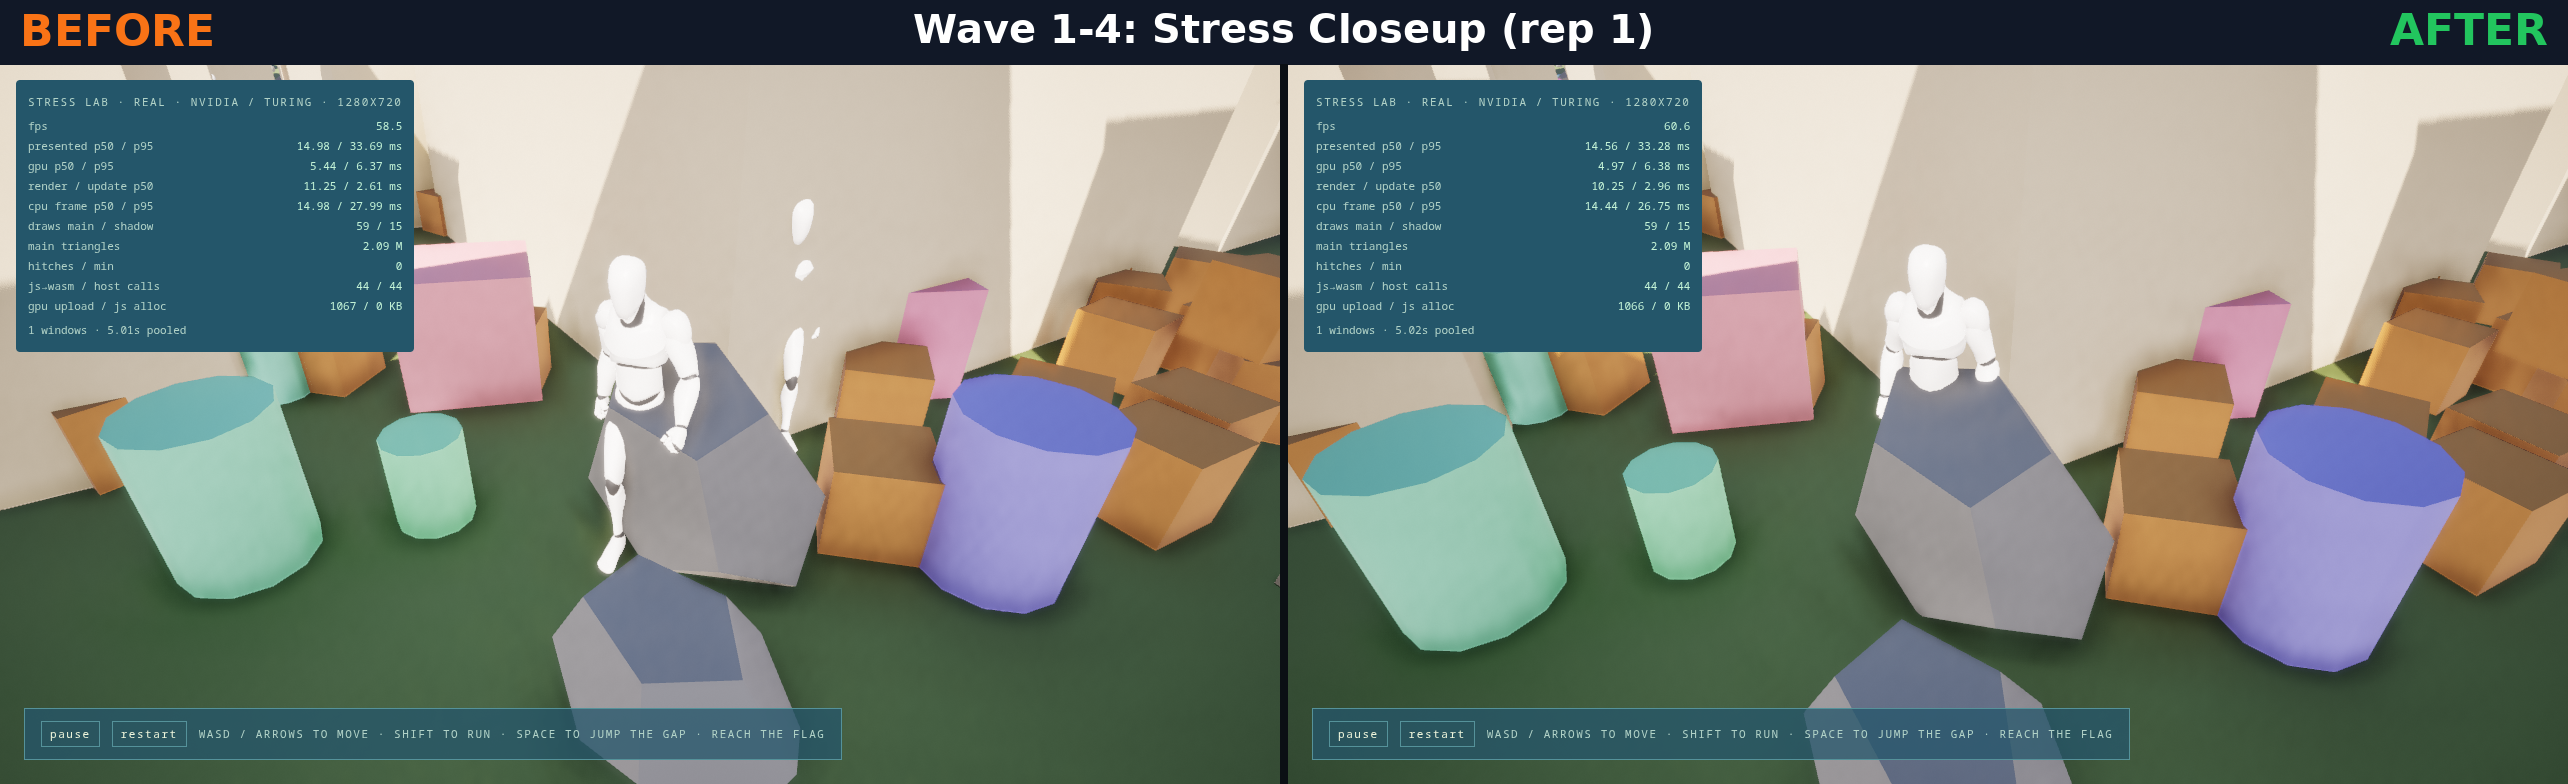 BEFORE
Wave 1-4: Stress Closeup (rep 1)
AFTER
STRESS LAB · REAL · NVIDIA / TURING · 1280X720
fps 58.5
presented p50 / p95 14.98 / 33.69 ms
gpu p50 / p95 5.44 / 6.37 ms
render / update p50 11.25 / 2.61 ms
cpu frame p50 / p95 14.98 / 27.99 ms
draws main / shadow 59 / 15
main triangles 2.09 M
hitches / min 0
js→wasm / host calls 44 / 44
gpu upload / js alloc 1067 / 0 KB
1 windows · 5.01s pooled
pause restart WASD / ARROWS TO MOVE · SHIFT TO RUN · SPACE TO JUMP THE GAP · REACH THE FLAG
STRESS LAB · REAL · NVIDIA / TURING · 1280X720
fps 60.6
presented p50 / p95 14.56 / 33.28 ms
gpu p50 / p95 4.97 / 6.38 ms
render / update p50 10.25 / 2.96 ms
cpu frame p50 / p95 14.44 / 26.75 ms
draws main / shadow 59 / 15
main triangles 2.09 M
hitches / min 0
js→wasm / host calls 44 / 44
gpu upload / js alloc 1066 / 0 KB
1 windows · 5.02s pooled
pause restart WASD / ARROWS TO MOVE · SHIFT TO RUN · SPACE TO JUMP THE GAP · REACH THE FLAG